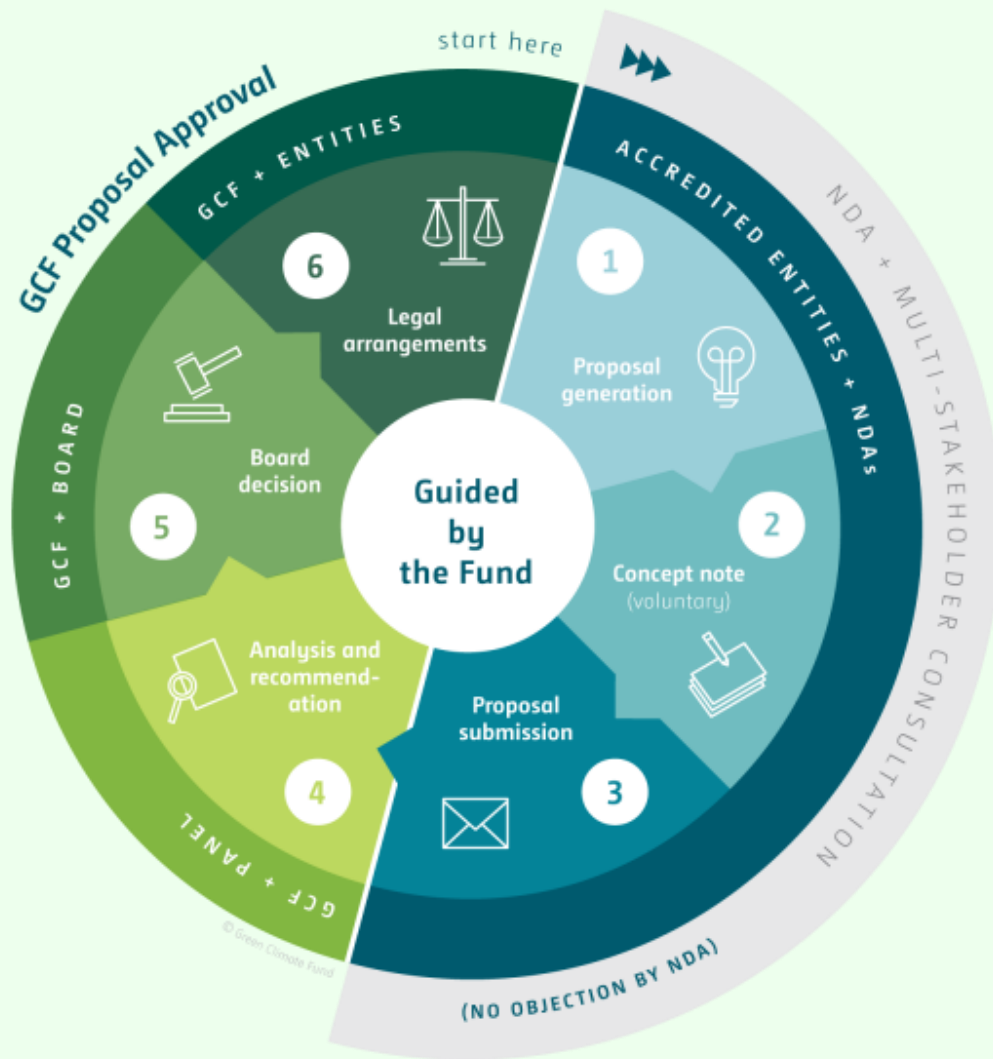 start here
GCF Proposal Approval
GCF + ENTITIES
ACCREDITED ENTITIES + NDAs
NDA + MULTI-STAKEHOLDER CONSULTATION
1
Proposal
generation
2
Concept note
(voluntary)
3
Proposal
submission
(NO OBJECTION BY NDA)
4
Analysis and
recommend-
ation
GCF + PANEL
5
Board
decision
GCF + BOARD
6
Legal
arrangements
Guided
by
the Fund
© Green Climate Fund